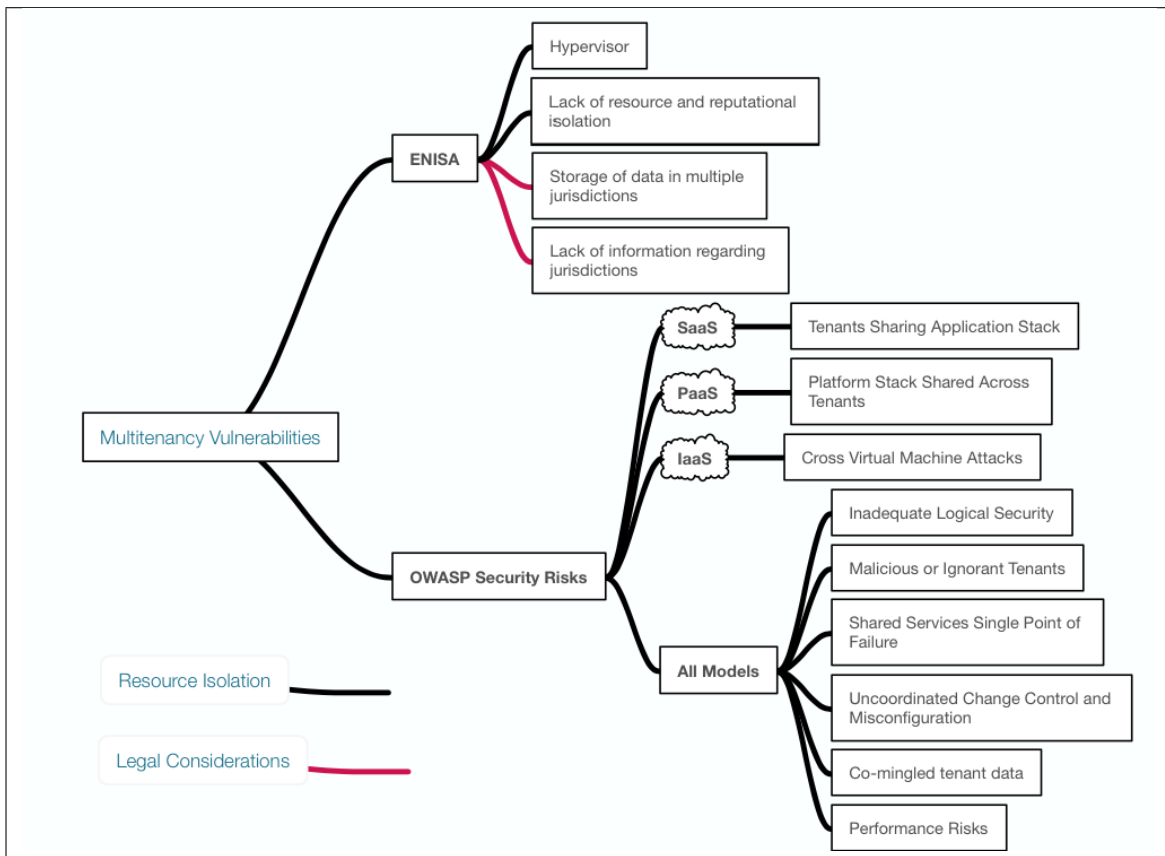 Hypervisor
Lack of resource and reputational
isolation
ENISA
Storage of data in multiple
jurisdictions
Lack of information regarding
jurisdictions
SaaS
Tenants Sharing Application Stack
PaaS
Platform Stack Shared Across
Tenants
Multitenancy Vulnerabilities
IaaS
Cross Virtual Machine Attacks
Inadequate Logical Security
OWASP Security Risks
Malicious or Ignorant Tenants
Shared Services Single Point of
Failure
All Models
Uncoordinated Change Control and
Misconfiguration
Co-mingled tenant data
Performance Risks
Resource Isolation
Legal Considerations